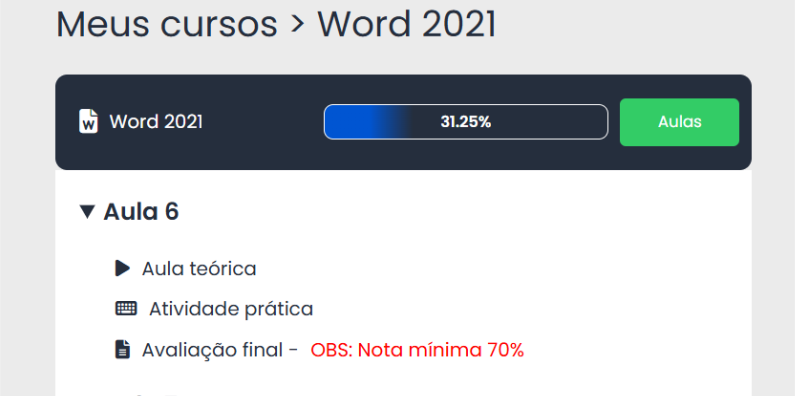 Meus cursos > Word 2021
Word 2021
31.25%
Aulas
Aula 6
Aula teórica
Atividade prática
Avaliação final - OBS: Nota mínima 70%